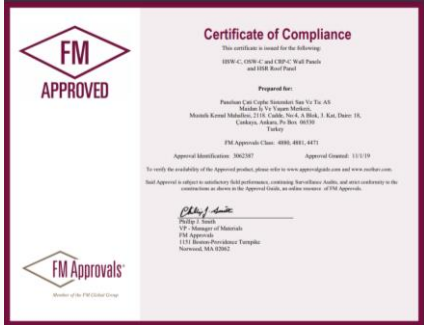 FM
APPROVED
Certificate of Compliance
This certificate is issued for the following:
HSW-C, OSW-C and CRP-C Wall Panels
and HSR Roof Panel
Prepared for:
Panelsan Çati Cephe Sistemleri San Ve Tic AS
Maidan İş Ve Yaşam Merkezi,
Mustafa Kemal Mahallesi, 2118. Cadde, No:4, A Blok, 3. Kat, Daire: 18,
Çankaya, Ankara, Po Box 06530
Turkey
FM Approvals Class: 4880, 4881, 4471
Approval Identification: 3062387 Approval Granted: 11/1/19
To verify the availability of the Approved product, please refer to www.approvalguide.com and www.roofnav.com.
Said Approval is subject to satisfactory field performance, continuing Surveillance Audits, and strict conformity to the
constructions as shown in the Approval Guide, an online resource of FM Approvals.
Phillip J. Smith
Phillip J. Smith
VP - Manager of Materials
FM Approvals
1151 Boston-Providence Turnpike
Norwood, MA 02062
FM Approvals
Member of the FM Global Group